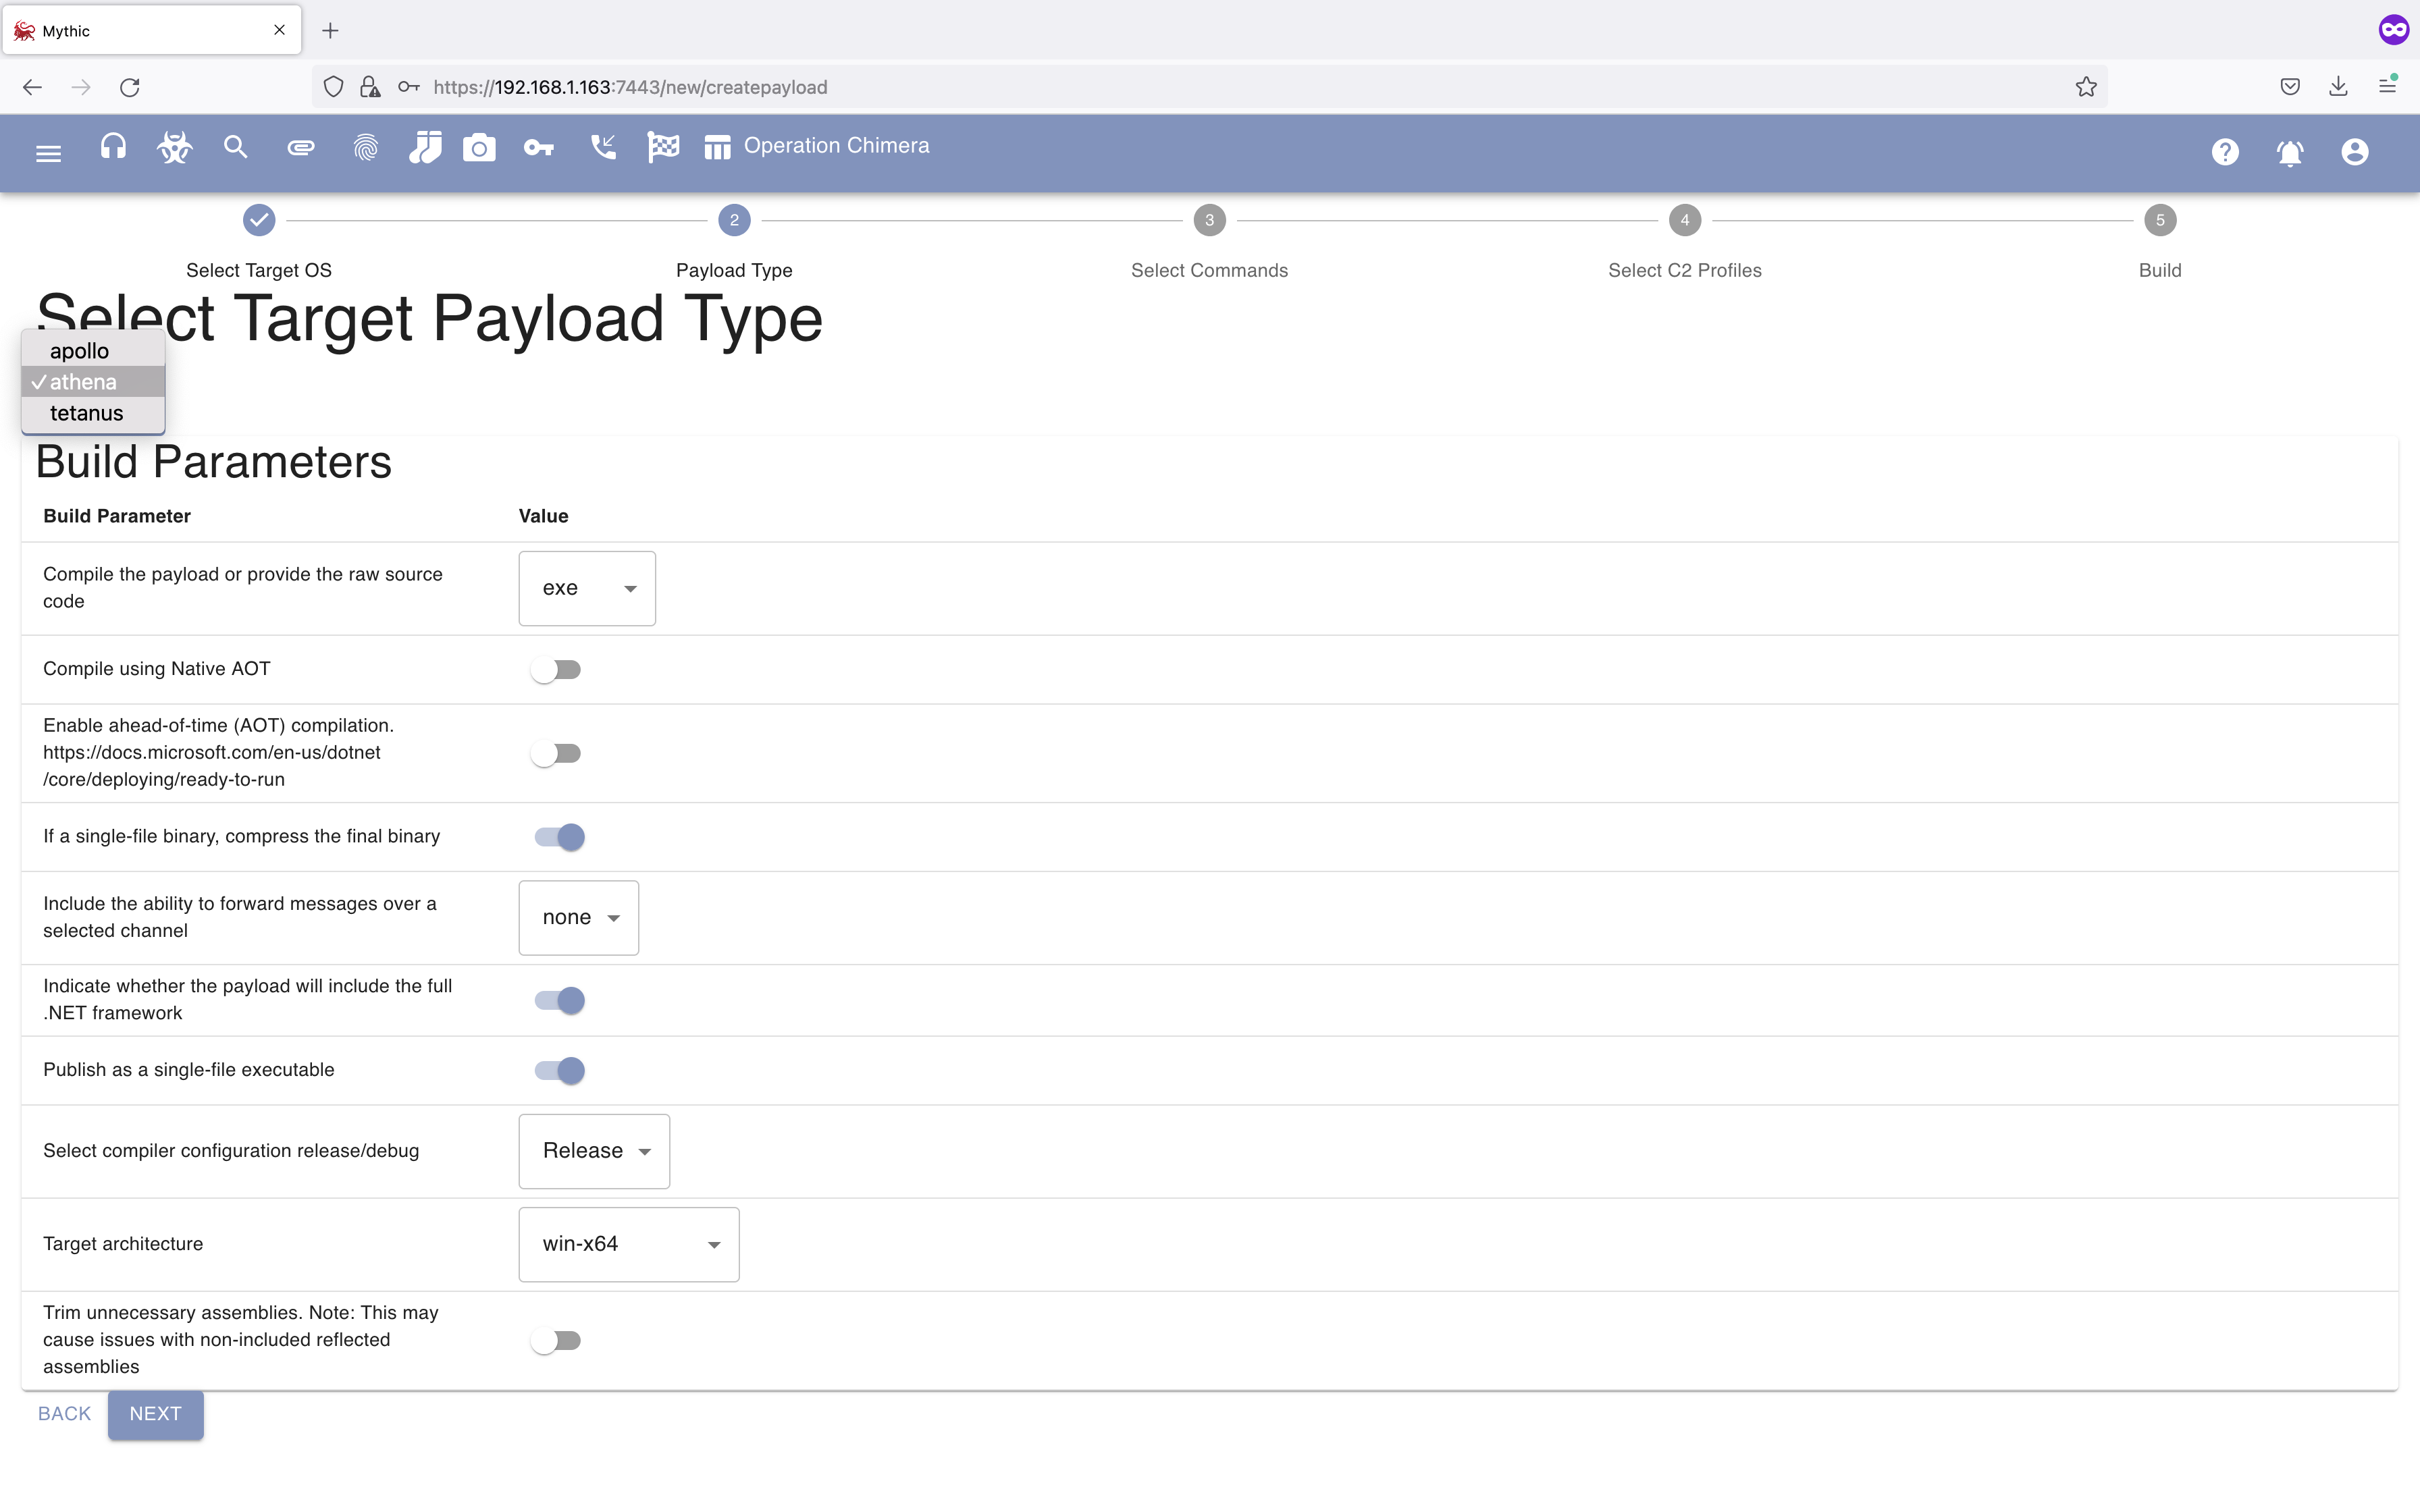 Mythic
https://192.168.1.163:7443/new/createpayload
Operation Chimera
2
3
4
5
Select Target OS
Payload Type
Select Commands
Select C2 Profiles
Build
Select Target Payload Type
apollo
athena
tetanus
Build Parameters
Build Parameter Value
Compile the payload or provide the raw source
code
exe
Compile using Native AOT
Enable ahead-of-time (AOT) compilation.
https://docs.microsoft.com/en-us/dotnet
/core/deploying/ready-to-run
If a single-file binary, compress the final binary
Include the ability to forward messages over a
selected channel
none
Indicate whether the payload will include the full
.NET framework
Publish as a single-file executable
Select compiler configuration release/debug
Release
Target architecture
win-x64
Trim unnecessary assemblies. Note: This may
cause issues with non-included reflected
assemblies
BACK
NEXT